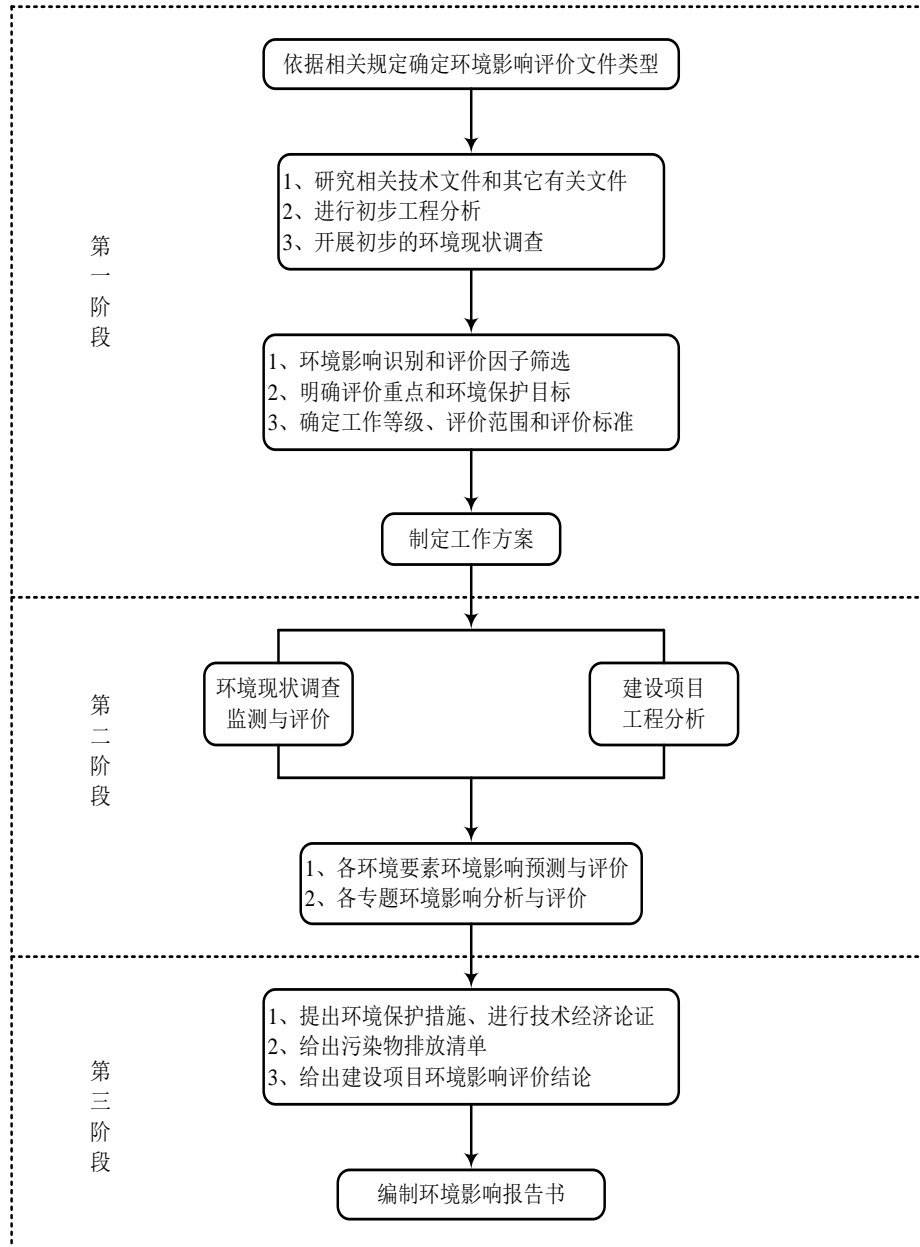 依据相关规定确定环境影响评价文件类型
1、研究相关技术文件和其它有关文件
2、进行初步工程分析
3、开展初步的环境现状调查
第一阶段
1、环境影响识别和评价因子筛选
2、明确评价重点和环境保护目标
3、确定工作等级、评价范围和评价标准
制定工作方案
第二阶段
环境现状调查
监测与评价
建设项目
工程分析
1、各环境要素环境影响预测与评价
2、各专题环境影响分析与评价
第三阶段
1、提出环境保护措施、进行技术经济论证
2、给出污染物排放清单
3、给出建设项目环境影响评价结论
编制环境影响报告书